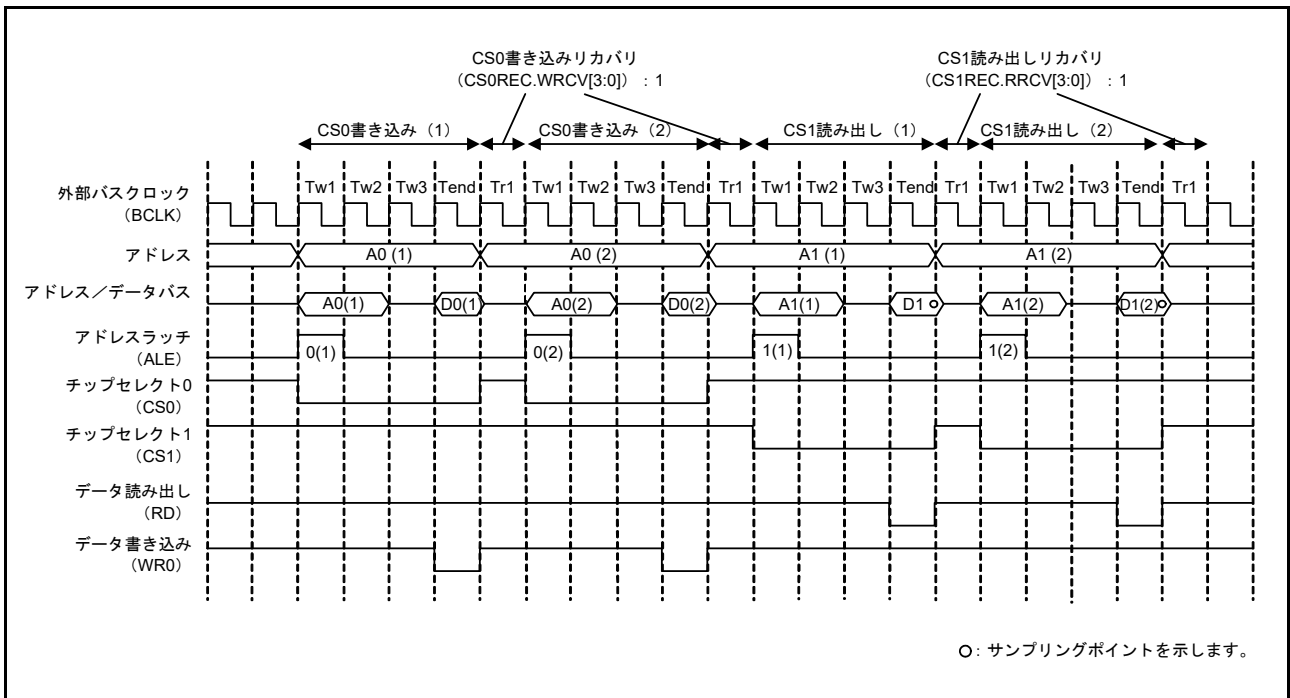 CS0書き込みリカバリ
（CS0REC.WRCV[3:0]）：1
CS1読み出しリカバリ
（CS1REC.RRCV[3:0]）：1
CS0書き込み（1）
CS0書き込み（2）
CS1読み出し（1）
CS1読み出し（2）
外部バスクロック
（BCLK）
Tw1 Tw2 Tw3 Tend Tr1 Tw1 Tw2 Tw3 Tend Tr1 Tw1 Tw2 Tw3 Tend Tr1 Tw1 Tw2 Tw3 Tend Tr1
アドレス
A0 (1) A0 (2) A1 (1) A1 (2)
アドレス／データバス
A0(1) D0(1) A0(2) D0(2) A1(1) D1 A1(2) D1(2)
アドレスラッチ
（ALE）
0(1) 0(2) 1(1) 1(2)
チップセレクト0
（CS0）
チップセレクト1
（CS1）
データ読み出し
（RD）
データ書き込み
（WR0）
：サンプリングポイントを示します。